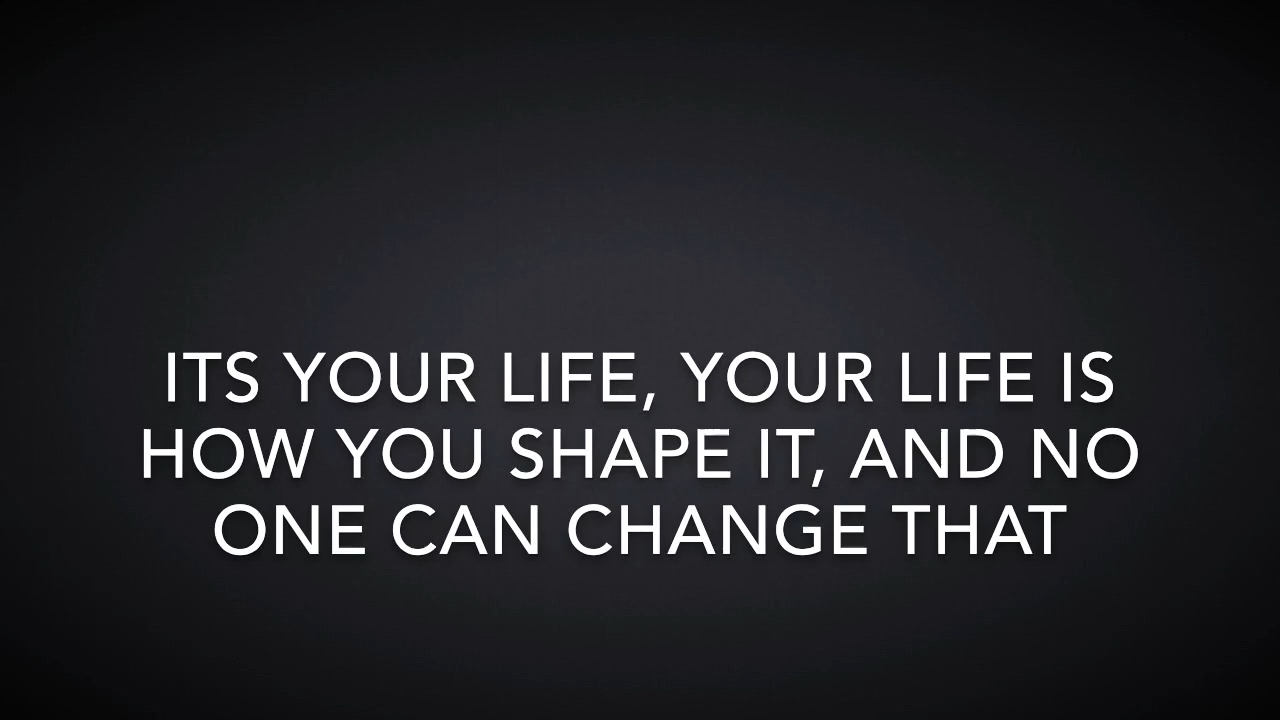 ITS YOUR LIFE, YOUR LIFE IS
HOW YOU SHAPE IT, AND NO
ONE CAN CHANGE THAT